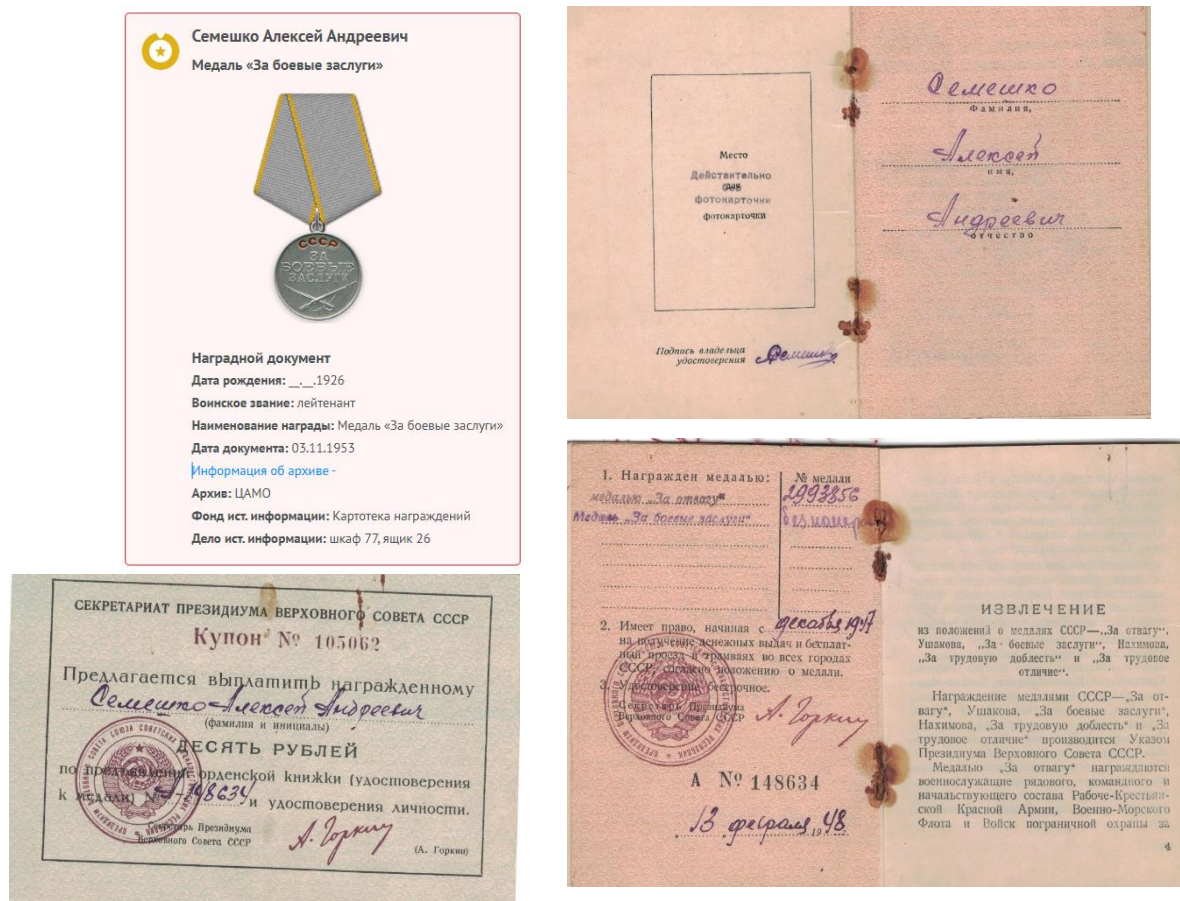 Семешко Алексей Андреевич
Медаль «За боевые заслуги»
СССР
ЗА
БОЕВЫЕ
ЗАСЛУГИ
Наградной документ
Дата рождения: __.__.1926
Воинское звание: лейтенант
Наименование награды: Медаль «За боевые заслуги»
Дата документа: 03.11.1953
Информация об архиве -
Архив: ЦАМО
Фонд ист. информации: Картотека награждений
Дело ист. информации: шкаф 77, ящик 26
Место
Действительно
без
для
фотокарточки
фотокарточки
Подпись владельца
удостоверения Семешко
Семешко
Фамилия,
Алексей
имя,
Андреевич
отчество
СЕКРЕТАРИАТ ПРЕЗИДИУМА ВЕРХОВНОГО СОВЕТА СССР
Купон № 105062
Предлагается выплатить награжденному
Семешко Алексей Андреевич
(фамилия и инициалы)
ДЕСЯТЬ РУБЛЕЙ
по предъявлении орденской книжки (удостоверения
к медали) № А-148634 и удостоверения личности.
Секретарь Президиума
Верховного Совета СССР
А. Горкин
(А. Горкин)
1. Награжден медалью: № медали
медалью „За отвагу“ 2993856
Медаль „За боевые заслуги“ без номера
2. Имеет право, начиная с декабря 1947
на получение денежных выдач и бесплат-
ный проезд в трамваях во всех городах
СССР, согласно положению о медали.
3. Удостоверение бессрочное.
Секретарь Президиума
Верховного Совета СССР
А. Горкин
А № 148634
„13“ февраля 1948
ИЗВЛЕЧЕНИЕ
из положений о медалях СССР—„За отвагу“,
Ушакова, „За боевые заслуги“, Нахимова,
„За трудовую доблесть“ и „За трудовое
отличие“.
Награждение медалями СССР—„За от-
вагу“, Ушакова, „За боевые заслуги“,
Нахимова, „За трудовую доблесть“ и „За
трудовое отличие“ производится Указом
Президиума Верховного Совета СССР.
Медалью „За отвагу“ награждаются
военнослужащие рядового, командного и
начальствующего состава Рабоче-Крестьян-
ской Красной Армии, Военно-Морского
Флота и Войск пограничной охраны за
4